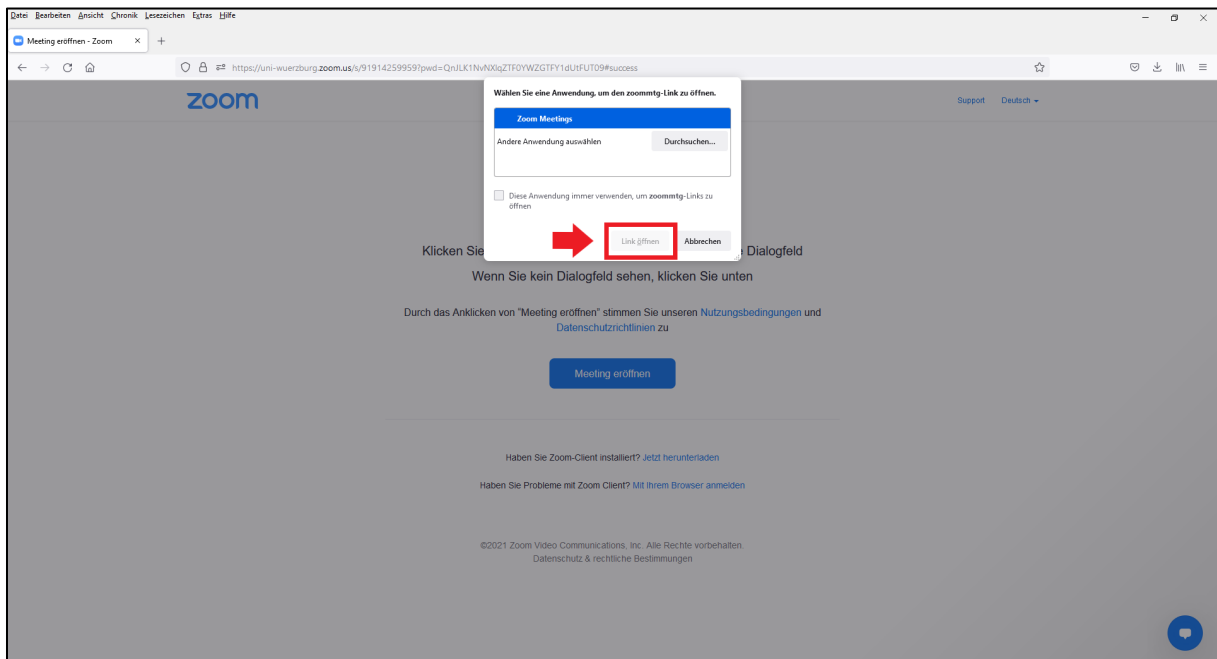 Datei Bearbeiten Ansicht Chronik Lesezeichen Extras Hilfe
Meeting eröffnen - Zoom
https://uni-wuerzburg.zoom.us/s/91914259959?pwd=QnJLK1NvNXlqZTF0YWZGTFY1dUtFUT09#success
zoom
Support Deutsch
Wählen Sie eine Anwendung, um den zoommtg-Link zu öffnen.
Zoom Meetings
Andere Anwendung auswählen Durchsuchen...
Diese Anwendung immer verwenden, um zoommtg-Links zu
öffnen
Link öffnen Abbrechen
Klicken Sie Dialogfeld
Wenn Sie kein Dialogfeld sehen, klicken Sie unten
Durch das Anklicken von "Meeting eröffnen" stimmen Sie unseren Nutzungsbedingungen und
Datenschutzrichtlinien zu
Meeting eröffnen
Haben Sie Zoom-Client installiert? Jetzt herunterladen
Haben Sie Probleme mit Zoom Client? Mit Ihrem Browser anmelden
©2021 Zoom Video Communications, Inc. Alle Rechte vorbehalten.
Datenschutz & rechtliche Bestimmungen